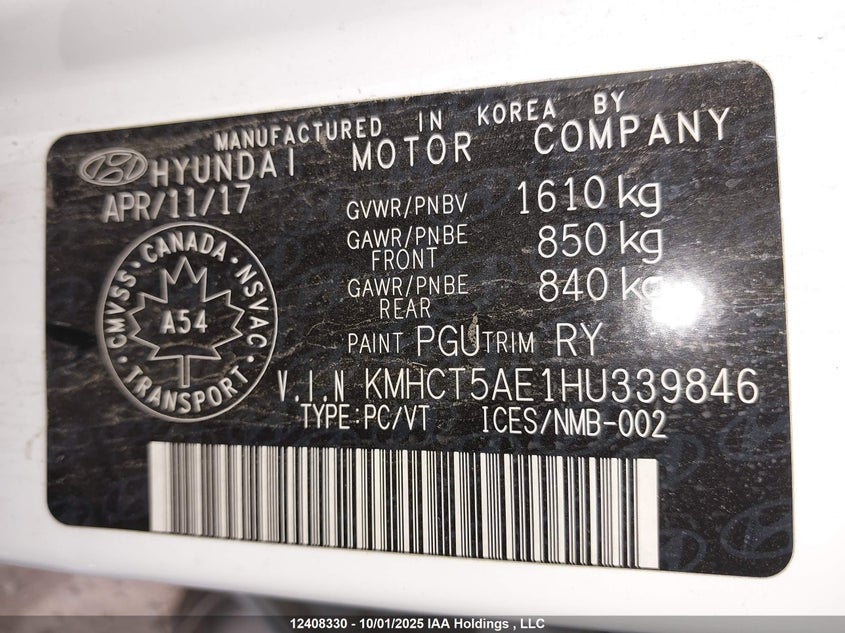 MANUFACTURED IN KOREA BY
HYUNDAI MOTOR COMPANY
APR/11/17
GVWR/PNBV 1610 kg
GAWR/PNBE FRONT 850 kg
GAWR/PNBE REAR 840 kg
CMVSS · CANADA · NSVAC · TRANSPORT
A54
PAINT PGU TRIM RY
V.I.N KMHCT5AE1HU339846
TYPE:PC/VT ICES/NMB-002
12408330 - 10/01/2025 IAA Holdings , LLC